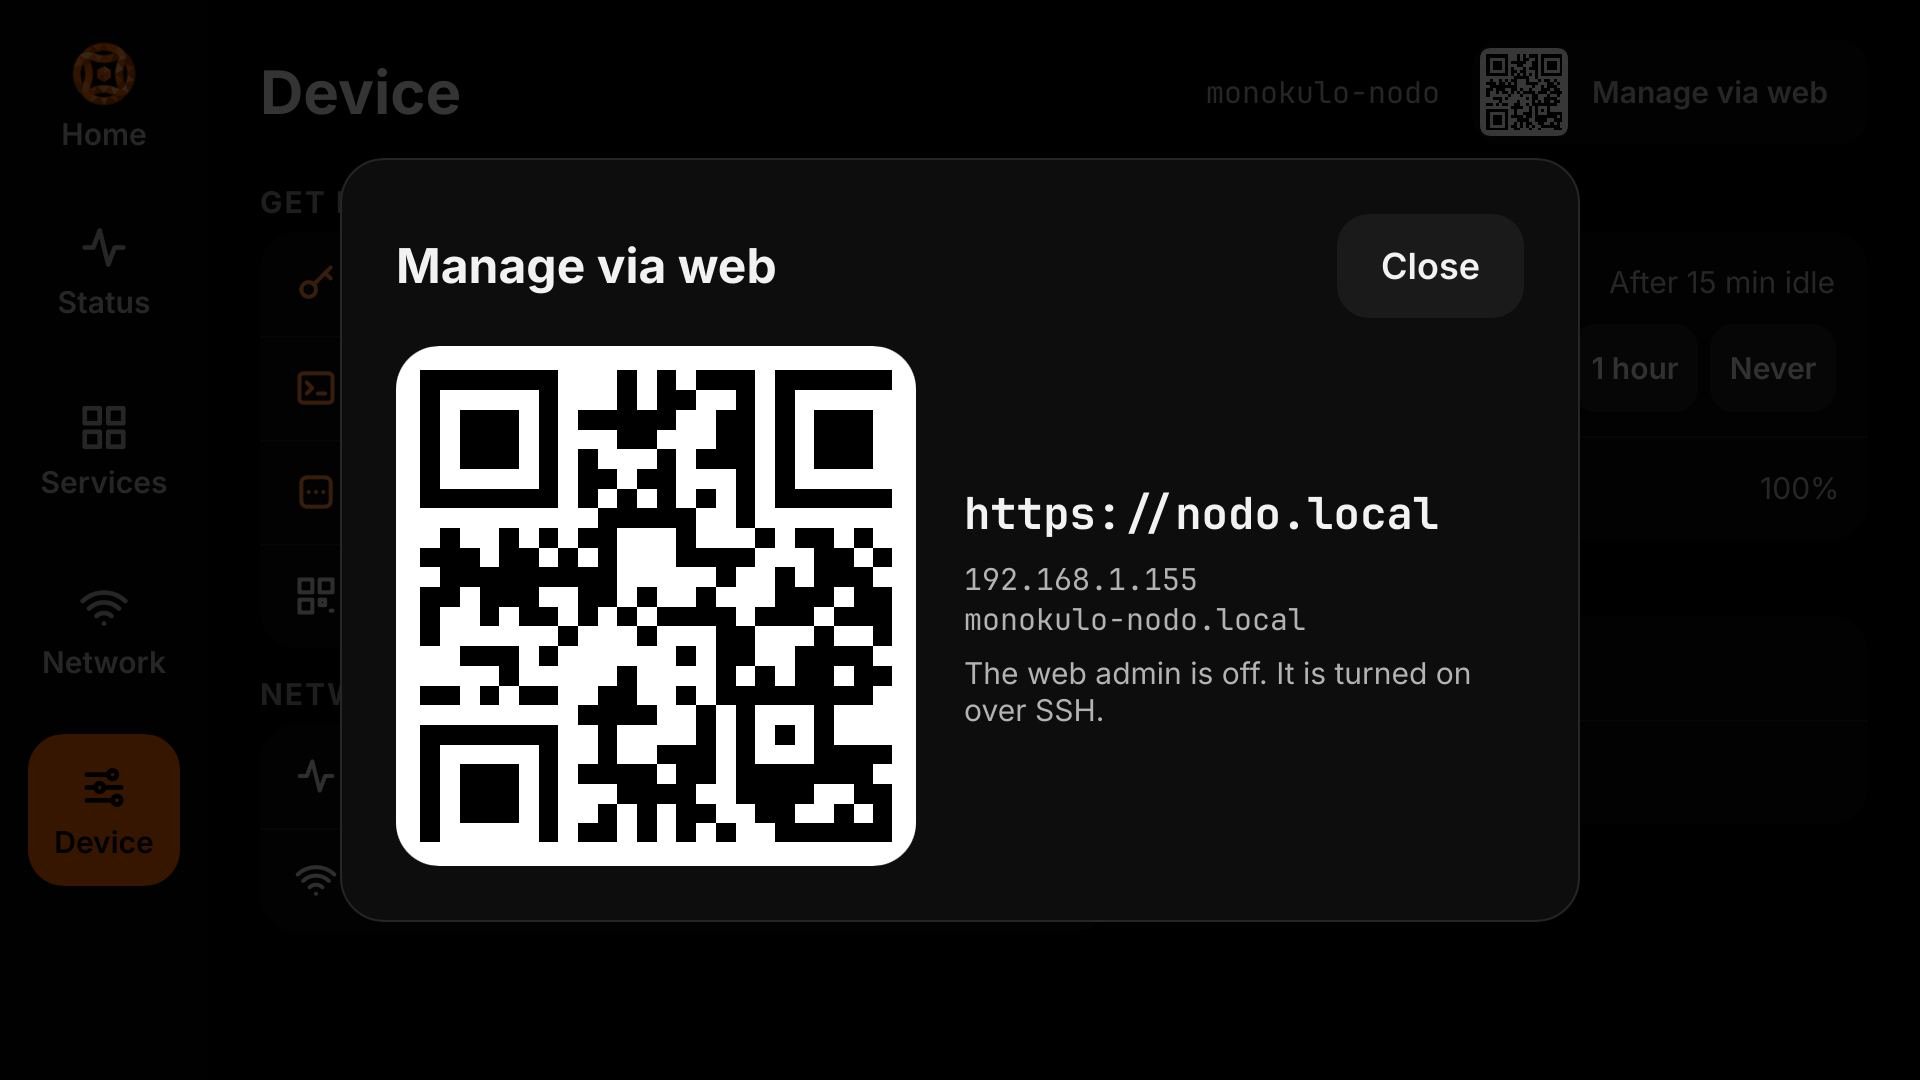 Home
Device
monokulo-nodo
Manage via web
GET
Status
Services
Network
Device
NETW
After 15 min idle
1 hour
Never
100%
Manage via web
Close
https://nodo.local
192.168.1.155
monokulo-nodo.local
The web admin is off. It is turned on
over SSH.